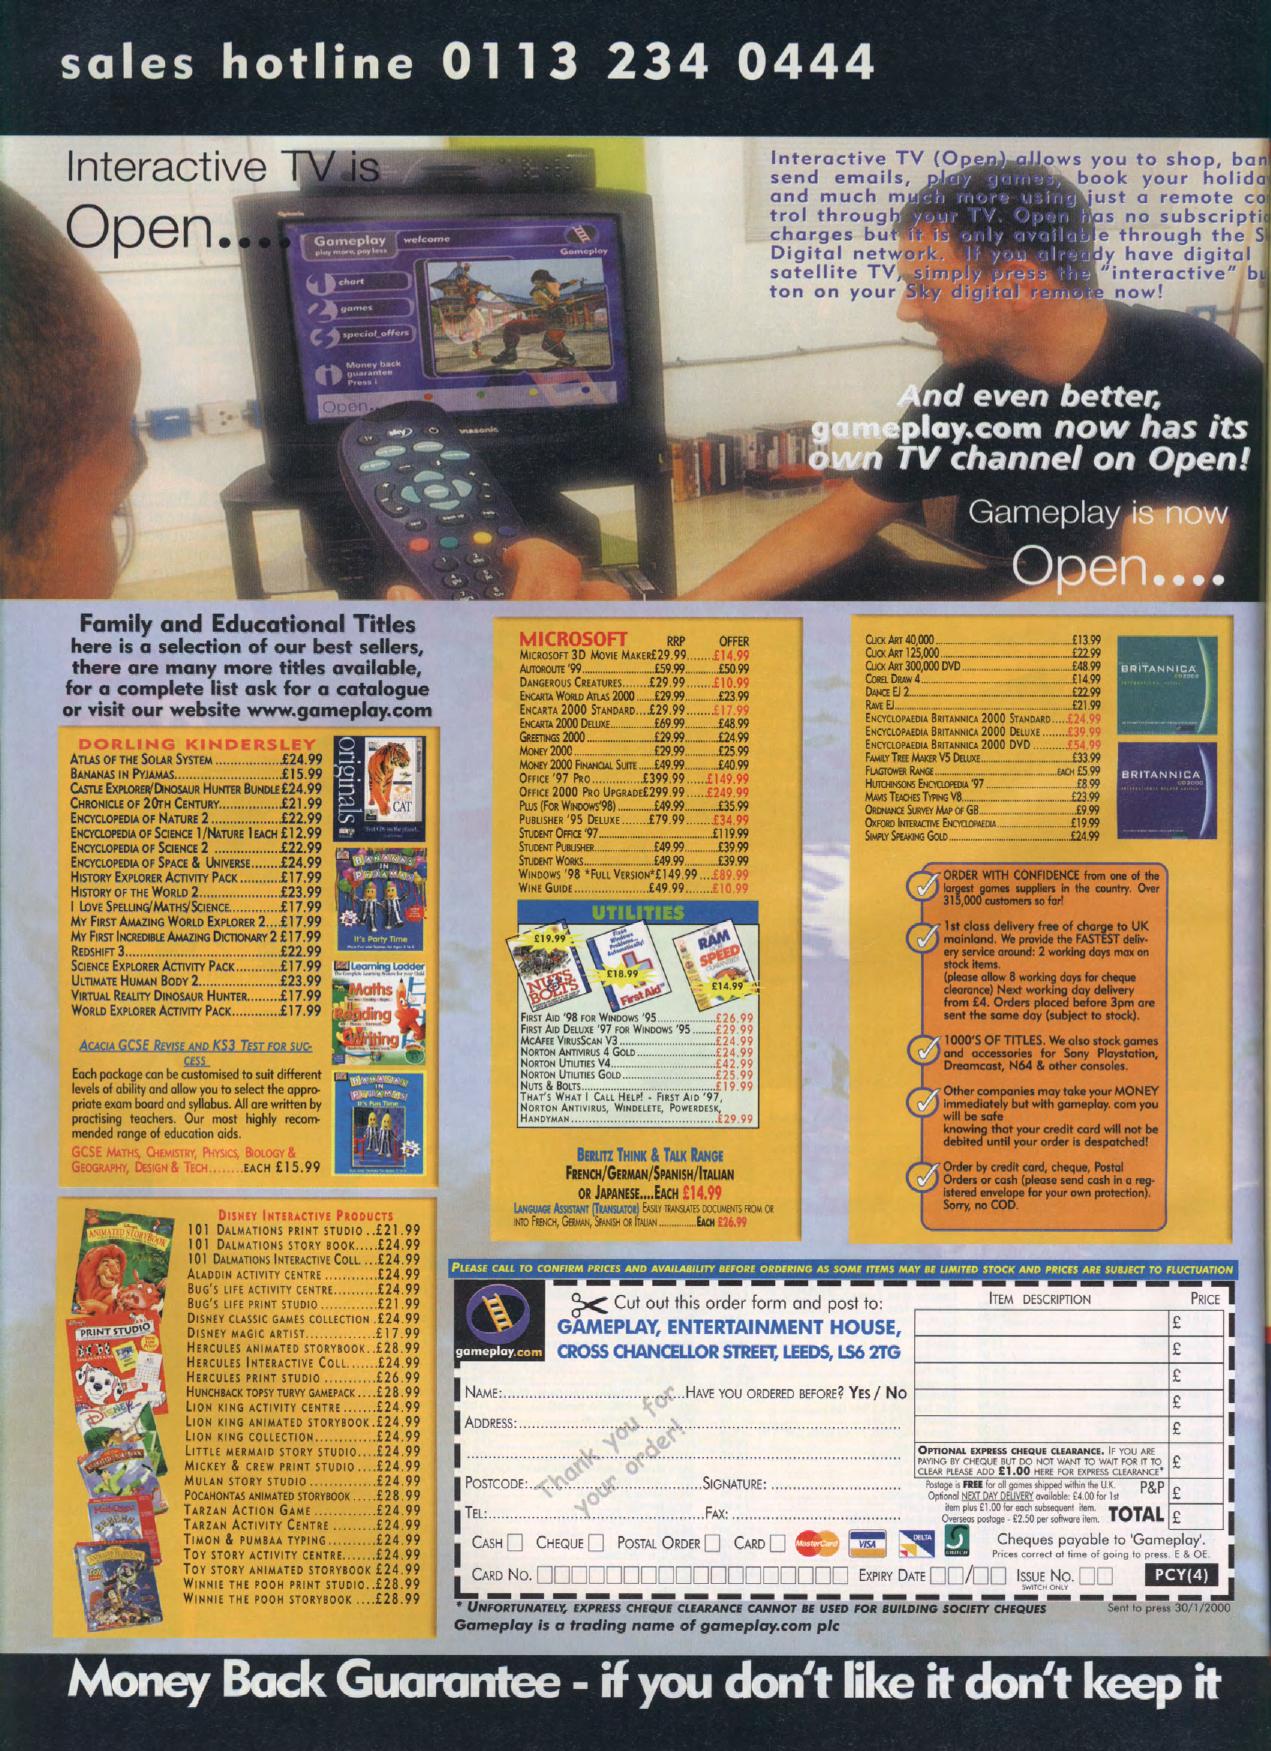 sales hotline 0113 234 0444
Interactive TV is
Open....
Gameplay
play more, pay less
welcome
Gameplay
chart
games
special_offers
Money back
guarantee
Press i
Open...
sky
Panasonic
Interactive TV (Open) allows you to shop, ban
send emails, play games, book your holida
and much much more using just a remote co
trol through your TV. Open has no subscripti
charges but it is only available through the S
Digital network. If you already have digital
satellite TV, simply press the "interactive" bu
ton on your Sky digital remote now!
And even better,
gameplay.com now has its
own TV channel on Open!
Gameplay is now
Open....
Family and Educational Titles
here is a selection of our best sellers,
there are many more titles available,
for a complete list ask for a catalogue
or visit our website www.gameplay.com
DORLING KINDERSLEY
ATLAS OF THE SOLAR SYSTEM ..............£24.99
BANANAS IN PYJAMAS......................£15.99
CASTLE EXPLORER/DINOSAUR HUNTER BUNDLE£24.99
CHRONICLE OF 20TH CENTURY............£21.99
ENCYCLOPEDIA OF NATURE 2 ..............£22.99
ENCYCLOPEDIA OF SCIENCE 1/NATURE 1EACH £12.99
ENCYCLOPEDIA OF SCIENCE 2 ..............£22.99
ENCYCLOPEDIA OF SPACE & UNIVERSE.......£24.99
HISTORY EXPLORER ACTIVITY PACK.........£17.99
HISTORY OF THE WORLD 2..................£23.99
I LOVE SPELLING/MATHS/SCIENCE...........£17.99
MY FIRST AMAZING WORLD EXPLORER 2....£17.99
MY FIRST INCREDIBLE AMAZING DICTIONARY 2 £17.99
REDSHIFT 3...............................£22.99
SCIENCE EXPLORER ACTIVITY PACK..........£17.99
ULTIMATE HUMAN BODY 2.................£23.99
VIRTUAL REALITY DINOSAUR HUNTER........£17.99
WORLD EXPLORER ACTIVITY PACK...........£17.99
originals
CAT
BANANAS
IN
PYJAMAS
It's Party Time
Learning Ladder
Maths
Reading
Writing
BANANAS
IN
PYJAMAS
It's Fun Time
ACACIA GCSE REVISE AND KS3 TEST FOR SUC-
CESS
Each package can be customised to suit different
levels of ability and allow you to select the appro-
priate exam board and syllabus. All are written by
practising teachers. Our most highly recom-
mended range of education aids.
GCSE MATHS, CHEMISTRY, PHYSICS, BIOLOGY &
GEOGRAPHY, DESIGN & TECH........EACH £15.99
DISNEY INTERACTIVE PRODUCTS
101 DALMATIONS PRINT STUDIO ..£21.99
101 DALMATIONS STORY BOOK.....£24.99
101 DALMATIONS INTERACTIVE COLL. ...£24.99
ALADDIN ACTIVITY CENTRE ..........£24.99
BUG'S LIFE ACTIVITY CENTRE........£24.99
BUG'S LIFE PRINT STUDIO ..........£21.99
DISNEY CLASSIC GAMES COLLECTION .£24.99
DISNEY MAGIC ARTIST.............£17.99
HERCULES ANIMATED STORYBOOK..£28.99
HERCULES INTERACTIVE COLL.......£24.99
HERCULES PRINT STUDIO ..........£26.99
HUNCHBACK TOPSY TURVY GAMEPACK ....£28.99
LION KING ACTIVITY CENTRE ......£24.99
LION KING ANIMATED STORYBOOK .£24.99
LION KING COLLECTION............£24.99
LITTLE MERMAID STORY STUDIO....£24.99
MICKEY & CREW PRINT STUDIO....£24.99
MULAN STORY STUDIO ............£24.99
POCAHONTAS ANIMATED STORYBOOK ....£28.99
TARZAN ACTION GAME ............£24.99
TARZAN ACTIVITY CENTRE ........£24.99
TIMON & PUMBAA TYPING.........£24.99
TOY STORY ACTIVITY CENTRE......£24.99
TOY STORY ANIMATED STORYBOOK £24.99
WINNIE THE POOH PRINT STUDIO..£28.99
WINNIE THE POOH STORYBOOK ....£28.99
ANIMATED STORYBOOK
PRINT STUDIO
MICROSOFT RRP OFFER
MICROSOFT 3D MOVIE MAKER£29.99.......£14.99
AUTOROUTE '99....................£59.99.......£50.99
DANGEROUS CREATURES......£29.99.......£10.99
ENCARTA WORLD ATLAS 2000 ....£29.99.......£23.99
ENCARTA 2000 STANDARD....£29.99.......£17.99
ENCARTA 2000 DELUXE............£69.99.......£48.99
GREETINGS 2000 ...................£29.99.......£24.99
MONEY 2000.......................£29.99.......£25.99
MONEY 2000 FINANCIAL SUITE ...£49.99.......£40.99
OFFICE '97 PRO..............£399.99.....£149.99
OFFICE 2000 PRO UPGRADE£299.99.....£249.99
PLUS (FOR WINDOWS'98) ..........£49.99.......£35.99
PUBLISHER '95 DELUXE........£79.99.......£34.99
STUDENT OFFICE '97.............................£119.99
STUDENT PUBLISHER...............£49.99.......£39.99
STUDENT WORKS...................£49.99.......£39.99
WINDOWS '98 *FULL VERSION*£149.99....£89.99
WINE GUIDE..................£49.99.......£10.99
UTILITIES
£19.99
NUTS
& BOLTS
£18.99
First Aid
RAM
SPEED
£14.99
FIRST AID '98 FOR WINDOWS '95................£26.99
FIRST AID DELUXE '97 FOR WINDOWS '95 ......£29.99
MCAFEE VIRUSSCAN V3 .........................£24.99
NORTON ANTIVIRUS 4 GOLD....................£24.99
NORTON UTILITIES V4..........................£42.99
NORTON UTILITIES GOLD.......................£25.99
NUTS & BOLTS..................................£19.99
THAT'S WHAT I CALL HELP! - FIRST AID '97,
NORTON ANTIVIRUS, WINDELETE, POWERDESK,
HANDYMAN.....................................£29.99
BERLITZ THINK & TALK RANGE
FRENCH/GERMAN/SPANISH/ITALIAN
OR JAPANESE....EACH £14.99
LANGUAGE ASSISTANT (TRANSLATOR) EASILY TRANSLATES DOCUMENTS FROM OR
INTO FRENCH, GERMAN, SPANISH OR ITALIAN ..............EACH £26.99
CLICK ART 40,000..................................£13.99
CLICK ART 125,000.................................£22.99
CLICK ART 300,000 DVD............................£48.99
COREL DRAW 4......................................£14.99
DANCE EJ 2.........................................£22.99
RAVE EJ............................................£21.99
ENCYCLOPAEDIA BRITANNICA 2000 STANDARD.....£24.99
ENCYCLOPAEDIA BRITANNICA 2000 DELUXE .....£39.99
ENCYCLOPAEDIA BRITANNICA 2000 DVD .........£54.99
FAMILY TREE MAKER V5 DELUXE.....................£33.99
FLAGTOWER RANGE..............................EACH £5.99
HUTCHINSONS ENCYCLOPEDIA '97.....................£8.99
MAVIS TEACHES TYPING V8..........................£23.99
ORDNANCE SURVEY MAP OF GB.......................£9.99
OXFORD INTERACTIVE ENCYCLOPAEDIA................£19.99
SIMPLY SPEAKING GOLD.............................£24.99
BRITANNICA
CD2000
BRITANNICA
CD2000
ORDER WITH CONFIDENCE from one of the
largest games suppliers in the country. Over
315,000 customers so far!
1st class delivery free of charge to UK
mainland. We provide the FASTEST deliv-
ery service around: 2 working days max on
stock items.
(please allow 8 working days for cheque
clearance) Next working day delivery
from £4. Orders placed before 3pm are
sent the same day (subject to stock).
1000'S OF TITLES. We also stock games
and accessories for Sony Playstation,
Dreamcast, N64 & other consoles.
Other companies may take your MONEY
immediately but with gameplay. com you
will be safe
knowing that your credit card will not be
debited until your order is despatched!
Order by credit card, cheque, Postal
Orders or cash (please send cash in a reg-
istered envelope for your own protection).
Sorry, no COD.
PLEASE CALL TO CONFIRM PRICES AND AVAILABILITY BEFORE ORDERING AS SOME ITEMS MAY BE LIMITED STOCK AND PRICES ARE SUBJECT TO FLUCTUATION
gameplay.com
Cut out this order form and post to:
GAMEPLAY, ENTERTAINMENT HOUSE,
CROSS CHANCELLOR STREET, LEEDS, LS6 2TG
NAME:............................................HAVE YOU ORDERED BEFORE? YES / NO
ADDRESS:..........................................................
POSTCODE:..............................SIGNATURE: ..............................
TEL:..............................FAX:..............................
Thank you for
your order!
CASH CHEQUE POSTAL ORDER CARD
MasterCard VISA DELTA SWITCH
CARD NO. EXPIRY DATE / ISSUE NO.
SWITCH ONLY
ITEM DESCRIPTION PRICE
£
£
£
£
£
OPTIONAL EXPRESS CHEQUE CLEARANCE. IF YOU ARE
PAYING BY CHEQUE BUT DO NOT WANT TO WAIT FOR IT TO
CLEAR PLEASE ADD £1.00 HERE FOR EXPRESS CLEARANCE*
£
Postage is FREE for all games shipped within the U.K.
Optional NEXT DAY DELIVERY available: £4.00 for 1st
item plus £1.00 for each subsequent item.
Overseas postage - £2.50 per software item.
P&P £
TOTAL £
Cheques payable to 'Gameplay'.
Prices correct at time of going to press. E & OE.
PCY(4)
* UNFORTUNATELY, EXPRESS CHEQUE CLEARANCE CANNOT BE USED FOR BUILDING SOCIETY CHEQUES
Sent to press 30/1/2000
Gameplay is a trading name of gameplay.com plc
Money Back Guarantee - if you don't like it don't keep it